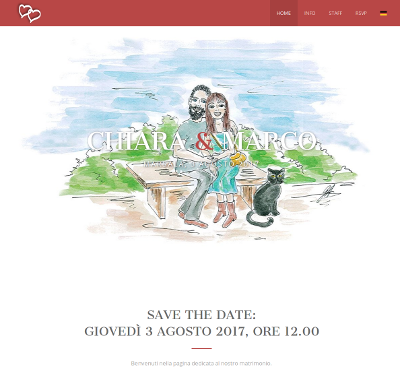 HOME INFO STAFF RSVP
CHIARA & MARCO
SAVE THE DATE:
GIOVEDÌ 3 AGOSTO 2017, ORE 12.00
Benvenuti nella pagina dedicata al nostro matrimonio.